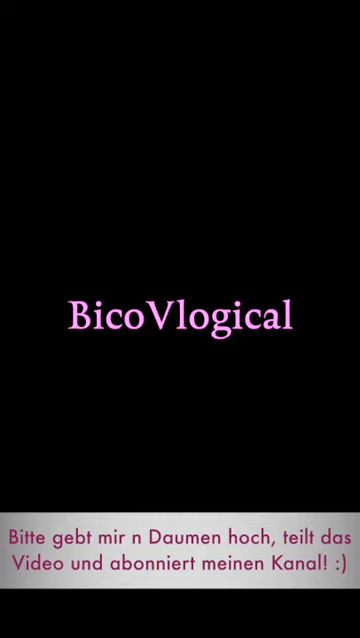 BicoVlogical
Bitte gebt mir n Daumen hoch, teilt das
Video und abonniert meinen Kanal! :)